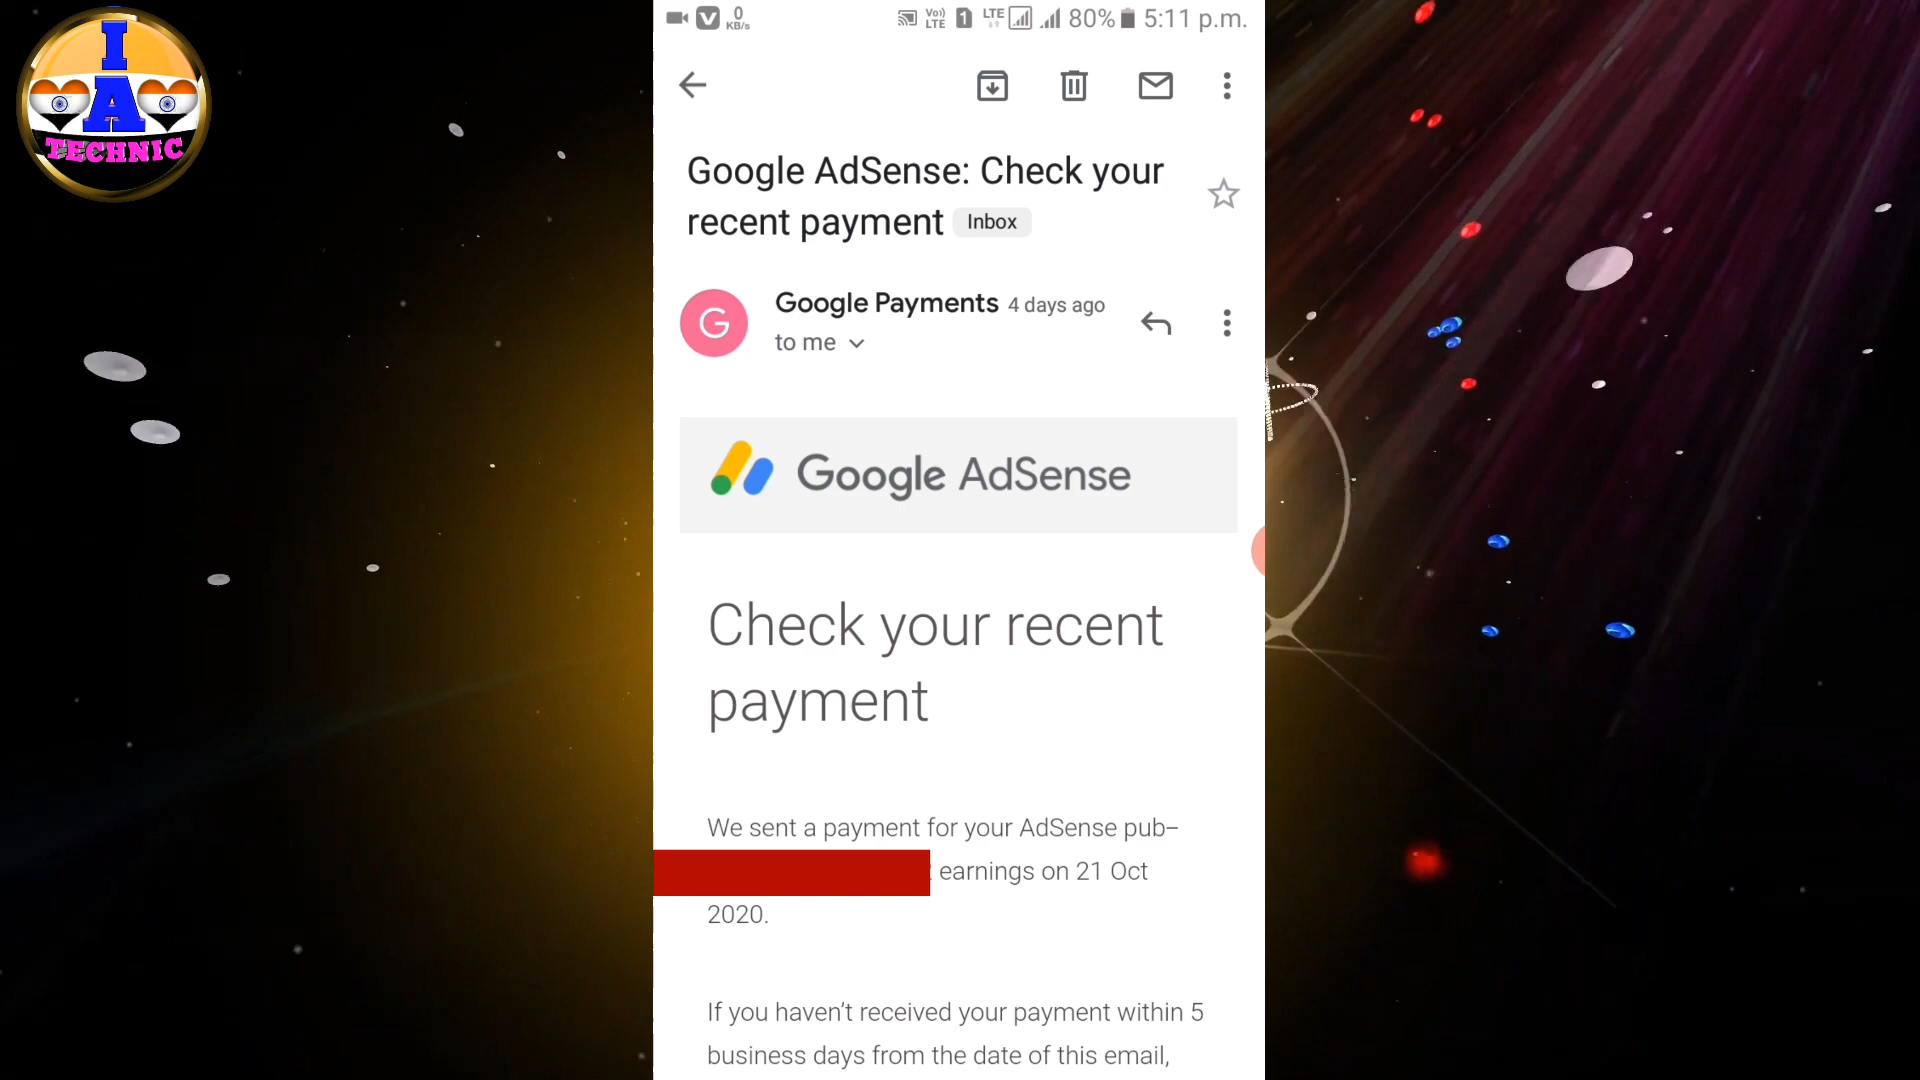 I
A
TECHNIC
0
KB/s
Vo))
LTE
1
LTE
80%
5:11 p.m.
Google AdSense: Check your
recent payment Inbox
G
Google Payments 4 days ago
to me
Google AdSense
Check your recent
payment
We sent a payment for your AdSense pub-
earnings on 21 Oct
2020.
If you haven't received your payment within 5
business days from the date of this email,